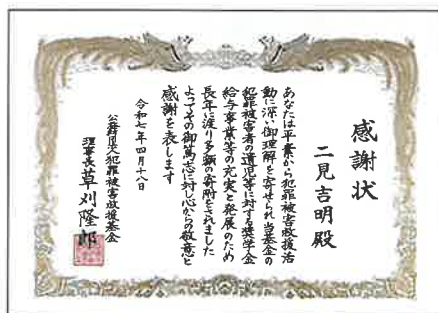 感謝状
二見吉明殿
あなたは平素から犯罪被害救援活
動に深い御理解を寄せられ当基金の
犯罪被害者の遺児等に対する奨学金
給与事業等の充実と発展のため
長年に渡り多額の寄附をされました
よってその御篤志に対し心からの敬意と
感謝を表します
令和七年四月十八日
公益財団法人犯罪被害救援基金
理事長草刈隆郎